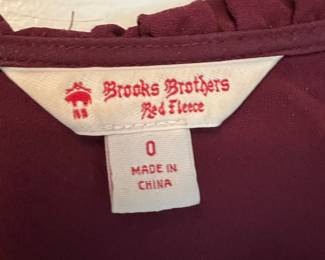 Brooks Brothers
Red Fleece
0
MADE IN
CHINA